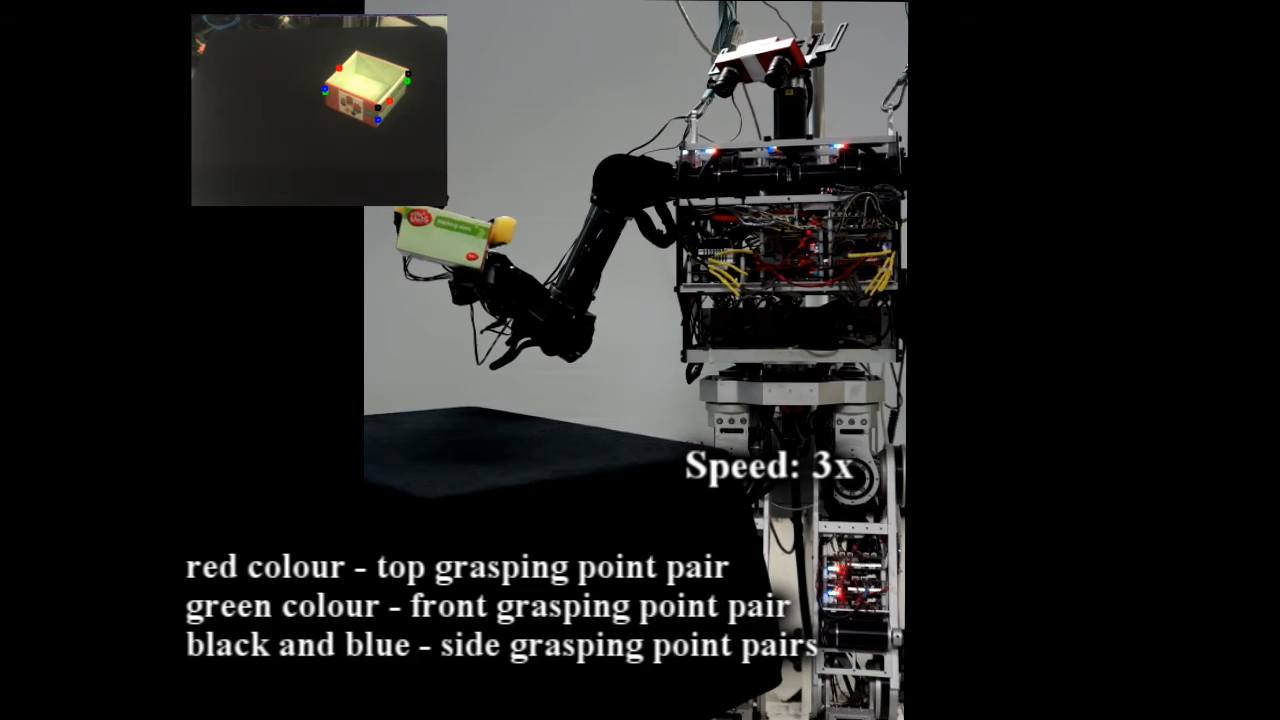 Speed: 3x
red colour - top grasping point pair
green colour - front grasping point pair
black and blue - side grasping point pairs